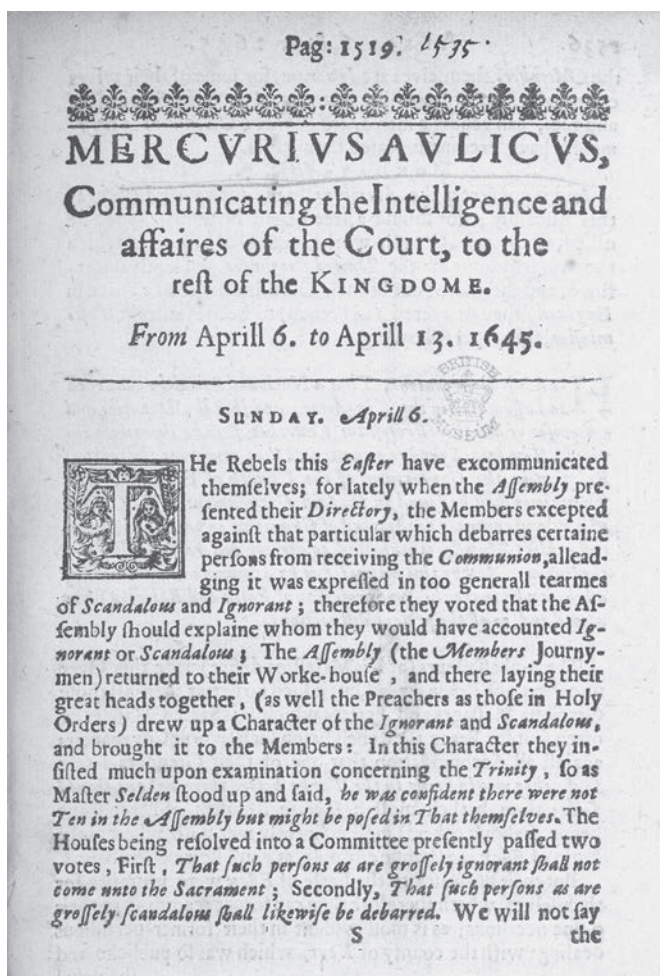 Pag: 1519. 1535.
MERCVRIVS AVLICVS,
Communicating the Intelligence and
affaires of the Court, to the
reſt of the KINGDOME.
From Aprill 6. to Aprill 13. 1645.
BRITISH MUSEUM
SUNDAY. Aprill 6.
THe Rebels this Eaſter have excommunicated
themſelves; for lately when the Aſſembly pre-
ſented their Directory, the Members excepted
againſt that particular which debarres certaine
perſons from receiving the Communion, allead-
ging it was expreſſed in too generall tearmes
of Scandalous and Ignorant; therefore they voted that the Aſ-
ſembly ſhould explaine whom they would have accounted Ig-
norant or Scandalous; The Aſſembly (the Members Journy-
men) returned to their Worke-houſe, and there laying their
great heads together, (as well the Preachers as thoſe in Holy
Orders) drew up a Character of the Ignorant and Scandalous,
and brought it to the Members: In this Character they in-
ſiſted much upon examination concerning the Trinity, ſo as
Maſter Selden ſtood up and ſaid, he was confident there were not
Ten in the Aſſembly but might be poſed in That themſelves. The
Houſes being reſolved into a Committee preſently paſſed two
votes, Firſt, That ſuch perſons as are groſſely ignorant ſhall not
come unto the Sacrament; Secondly, That ſuch perſons as are
groſſely ſcandalous ſhall likewiſe be debarred. We will not ſay
S the